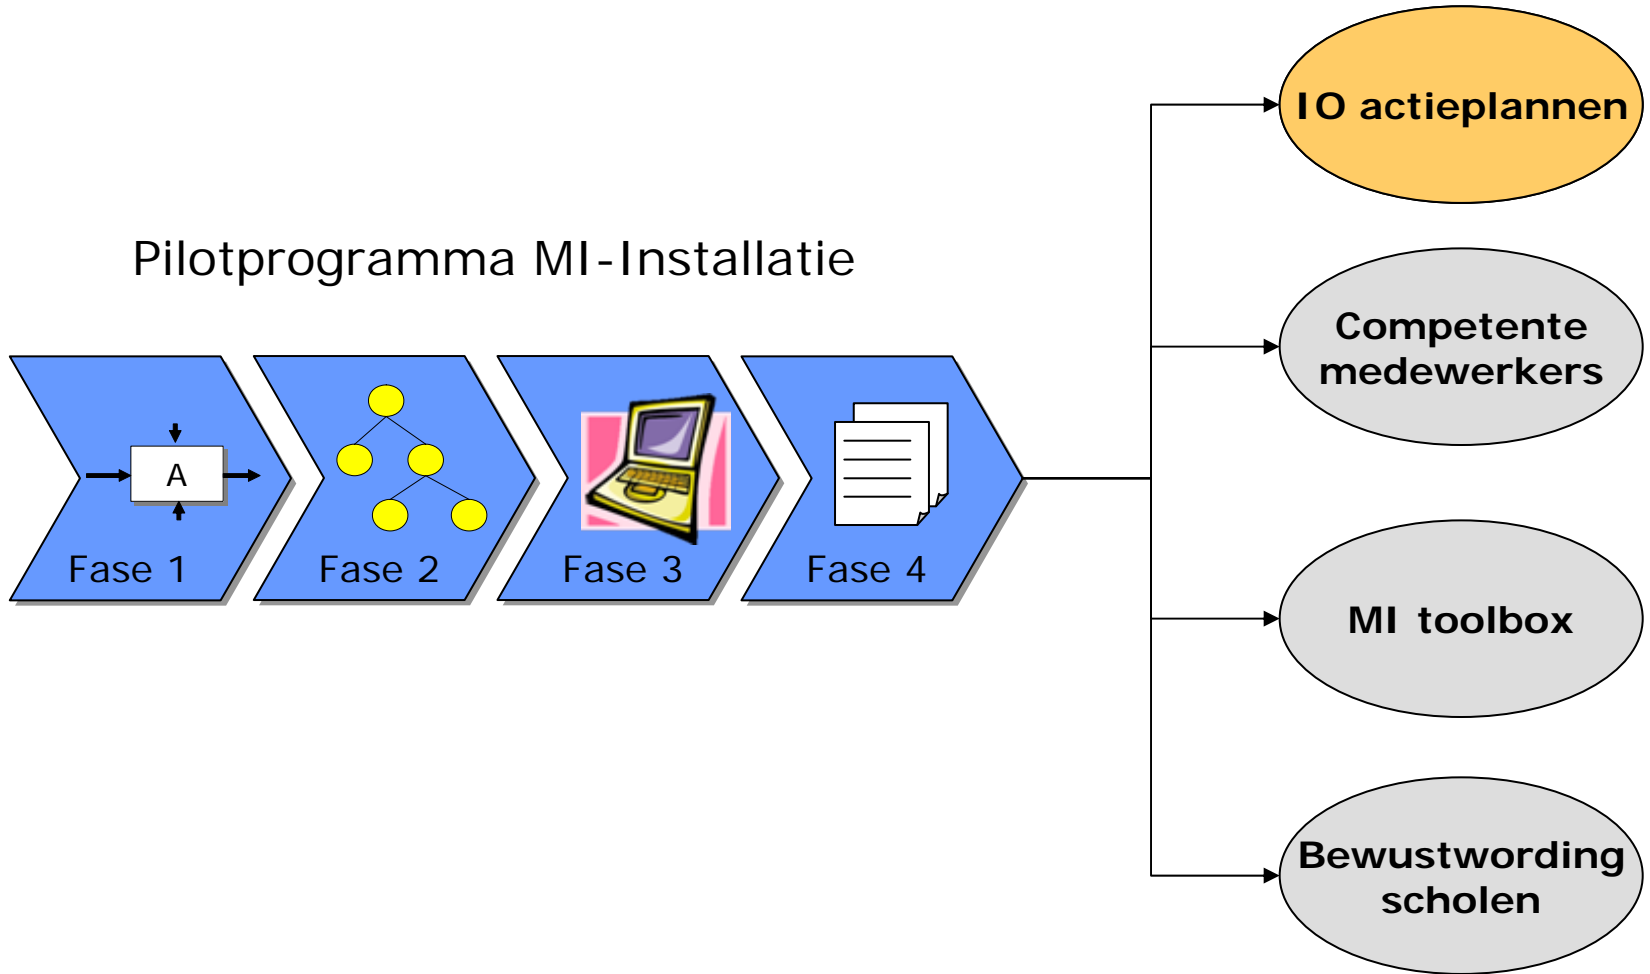 Pilotprogramma MI-Installatie
A
Fase 1
Fase 2
Fase 3
Fase 4
IO actieplannen
Competente
medewerkers
MI toolbox
Bewustwording
scholen